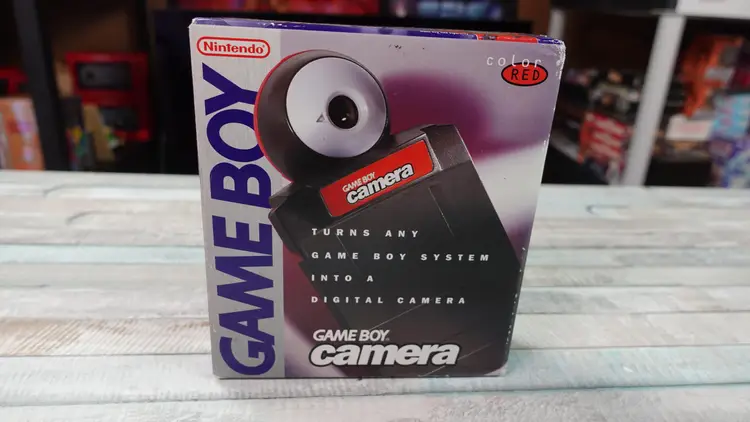 Nintendo
GAME BOY
color
RED
GAME BOY
camera
TURNS ANY
GAME BOY SYSTEM
INTO A
DIGITAL CAMERA
GAME BOY
camera